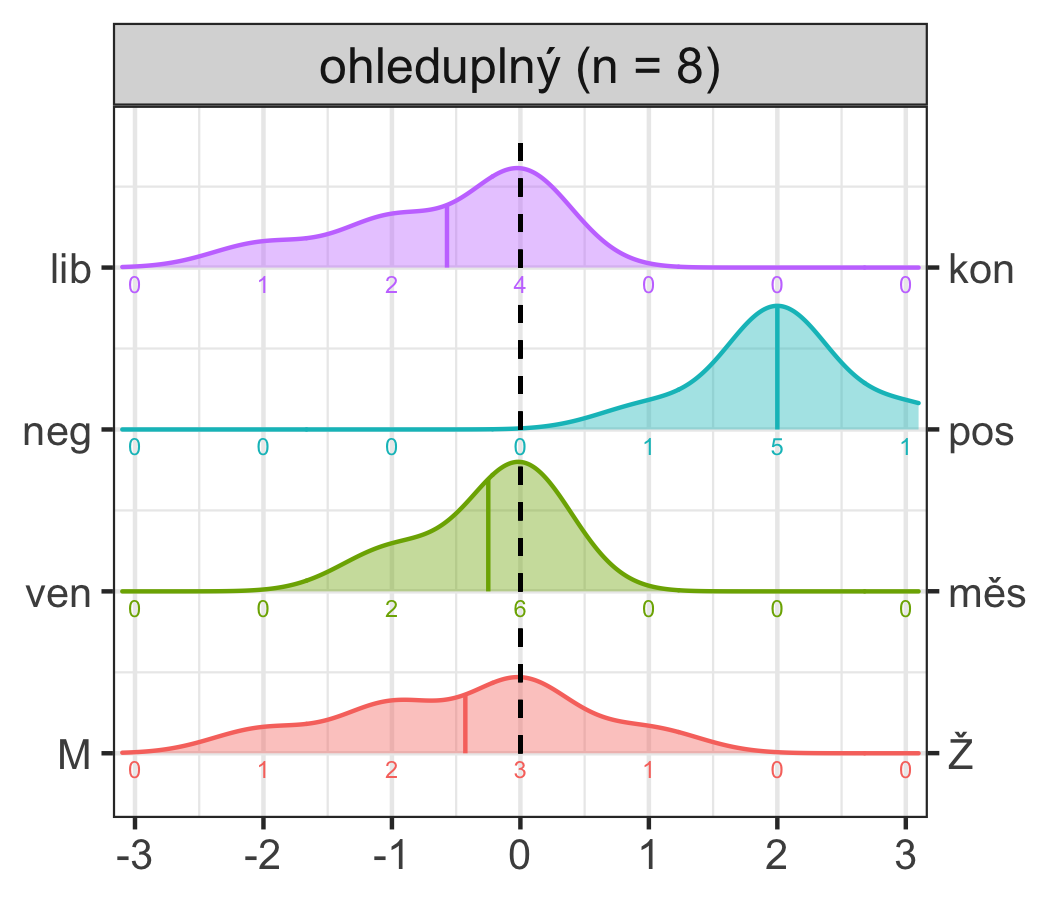 ohleduplný (n = 8)
lib kon
0 1 2 4 0 0 0
neg pos
0 0 0 0 1 5 1
ven měs
0 0 2 6 0 0 0
M Ž
0 1 2 3 1 0 0
-3 -2 -1 0 1 2 3